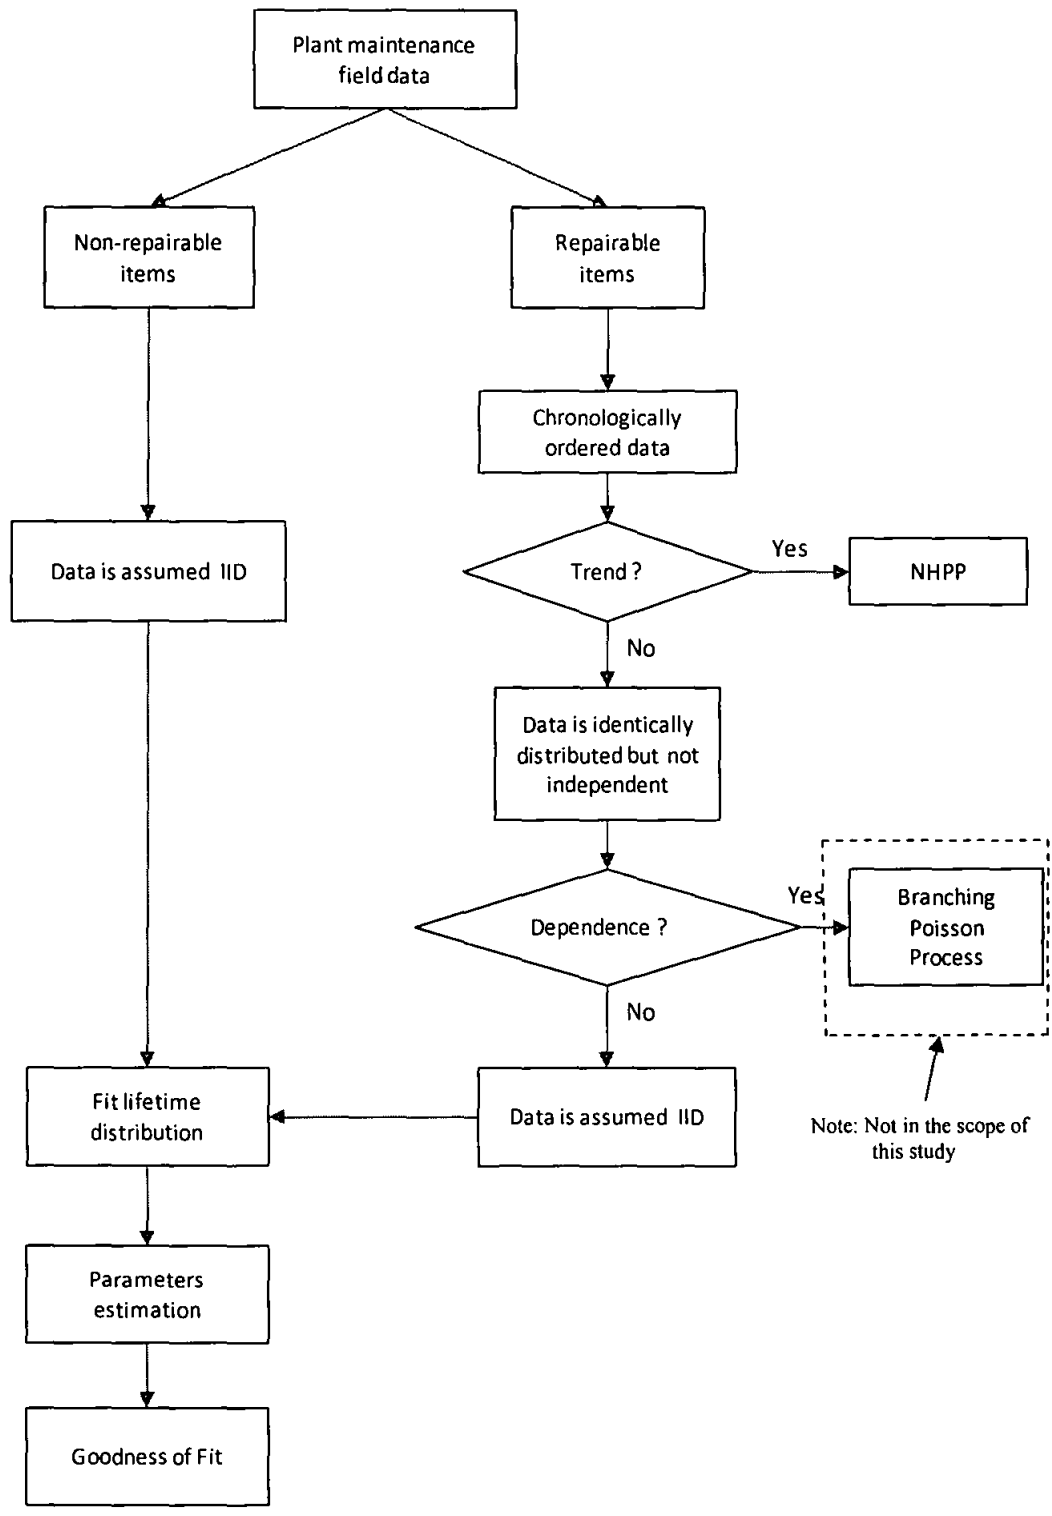 Plant maintenance
field data
Non-repairable
items
Repairable
items
Chronologically
ordered data
Data is assumed IID
Trend ?
Yes
NHPP
No
Data is identically
distributed but not
independent
Dependence ?
Yes
Branching
Poisson
Process
No
Fit lifetime
distribution
Data is assumed IID
Note: Not in the scope of
this study
Parameters
estimation
Goodness of Fit